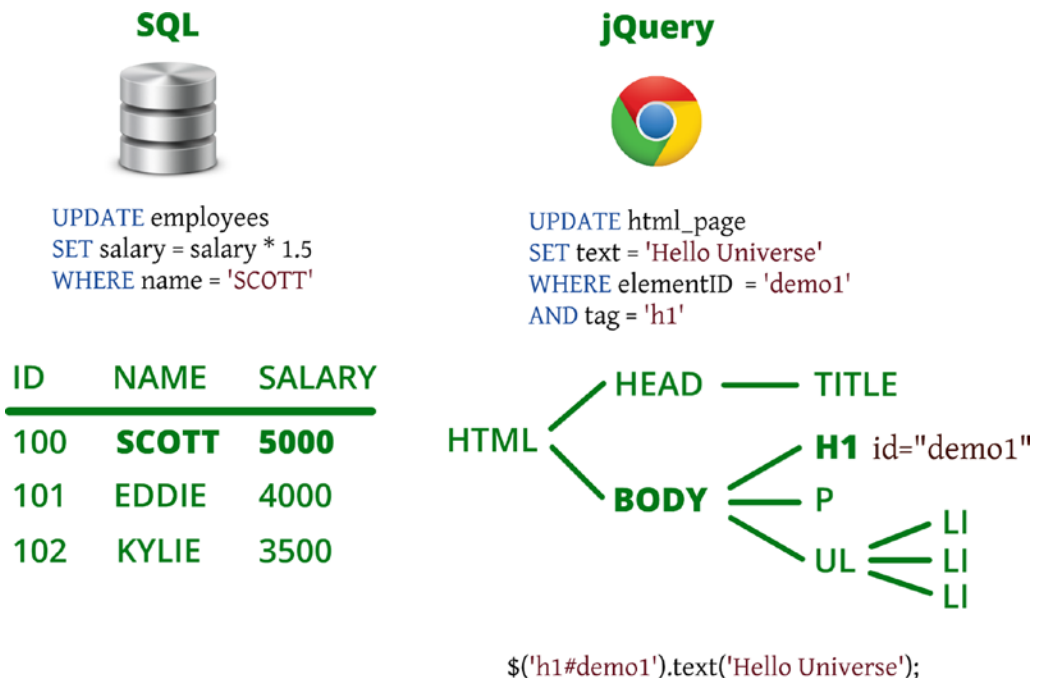 SQL
UPDATE employees
SET salary = salary * 1.5
WHERE name = 'SCOTT'
ID NAME SALARY
100 SCOTT 5000
101 EDDIE 4000
102 KYLIE 3500
jQuery
UPDATE html_page
SET text = 'Hello Universe'
WHERE elementID = 'demo1'
AND tag = 'h1'
HEAD TITLE
HTML
H1 id="demo1"
BODY P
LI
UL LI
LI
$('h1#demo1').text('Hello Universe');